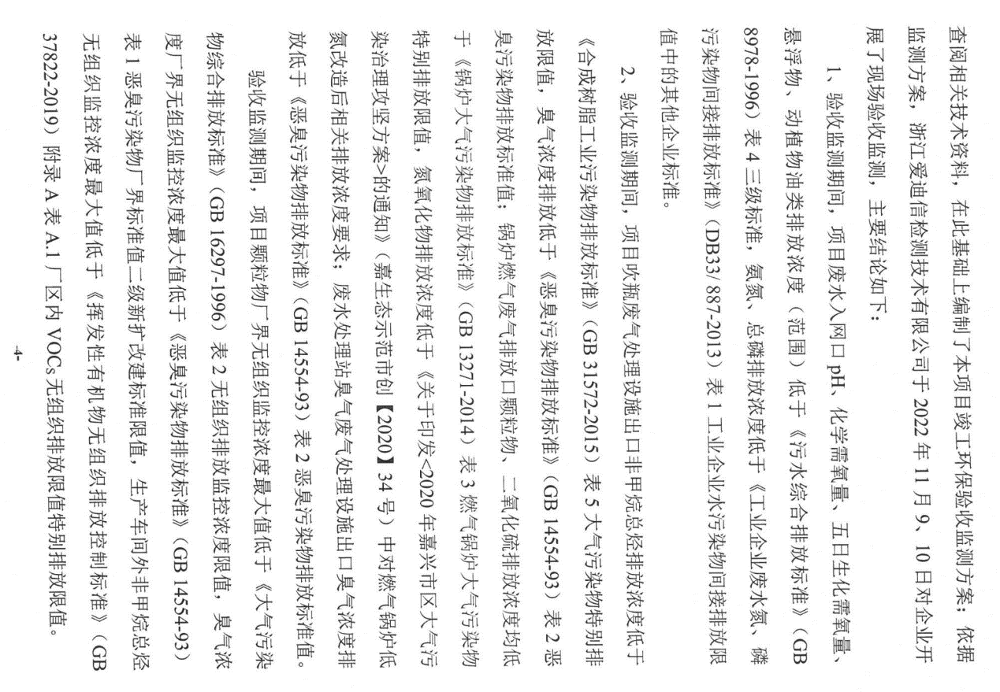 查阅相关技术资料，在此基础上编制了本项目竣工环保验收监测方案；依据
监测方案，浙江爱迪信检测技术有限公司于 2022 年 11 月 9、10 日对企业开
展了现场验收监测，主要结论如下：
1、验收监测期间，项目废水入网口 pH、化学需氧量、五日生化需氧量、
悬浮物、动植物油类排放浓度（范围）低于《污水综合排放标准》（GB
8978-1996）表 4 三级标准，氨氮、总磷排放浓度低于《工业企业废水氮、磷
污染物间接排放标准》（DB33/ 887-2013）表 1 工业企业水污染物间接排放限
值中的其他企业标准。
2、验收监测期间，项目吹瓶废气处理设施出口非甲烷总烃排放浓度低于
《合成树脂工业污染物排放标准》（GB 31572-2015）表 5 大气污染物特别排
放限值，臭气浓度排放低于《恶臭污染物排放标准》（GB 14554-93）表 2 恶
臭污染物排放标准值；锅炉燃气废气排放口颗粒物、二氧化硫排放浓度均低
于《锅炉大气污染物排放标准》（GB 13271-2014）表 3 燃气锅炉大气污染物
特别排放限值，氮氧化物排放浓度低于《关于印发<2020 年嘉兴市区大气污
染治理攻坚方案>的通知》（嘉生态示范市创【2020】34 号）中对燃气锅炉低
氮改造后相关排放浓度要求；废水处理站臭气废气处理设施出口臭气浓度排
放低于《恶臭污染物排放标准》（GB 14554-93）表 2 恶臭污染物排放标准值。
验收监测期间，项目颗粒物厂界无组织监控浓度最大值低于《大气污染
物综合排放标准》（GB 16297-1996）表 2 无组织排放监控浓度限值，臭气浓
度厂界无组织监控浓度最大值低于《恶臭污染物排放标准》（GB 14554-93）
表 1 恶臭污染物厂界标准值二级新扩改建标准限值，生产车间外非甲烷总烃
无组织监控浓度最大值低于《挥发性有机物无组织排放控制标准》（GB
37822-2019）附录 A 表 A.1 厂区内 VOCs 无组织排放限值特别排放限值。
-4-